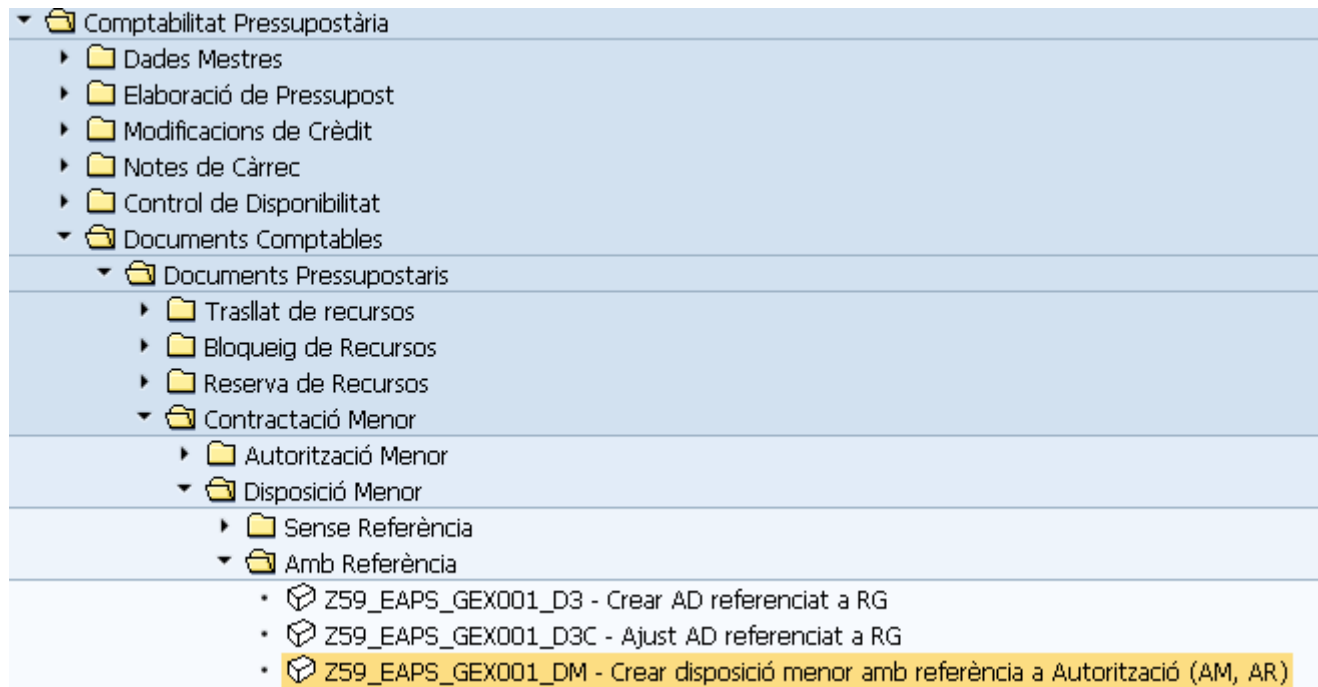 Comptabilitat Pressupostària
Dades Mestres
Elaboració de Pressupost
Modificacions de Crèdit
Notes de Càrrec
Control de Disponibilitat
Documents Comptables
Documents Pressupostaris
Trasllat de recursos
Bloqueig de Recursos
Reserva de Recursos
Contractació Menor
Autorització Menor
Disposició Menor
Sense Referència
Amb Referència
Z59_EAPS_GEX001_D3 - Crear AD referenciat a RG
Z59_EAPS_GEX001_D3C - Ajust AD referenciat a RG
Z59_EAPS_GEX001_DM - Crear disposició menor amb referència a Autorització (AM, AR)